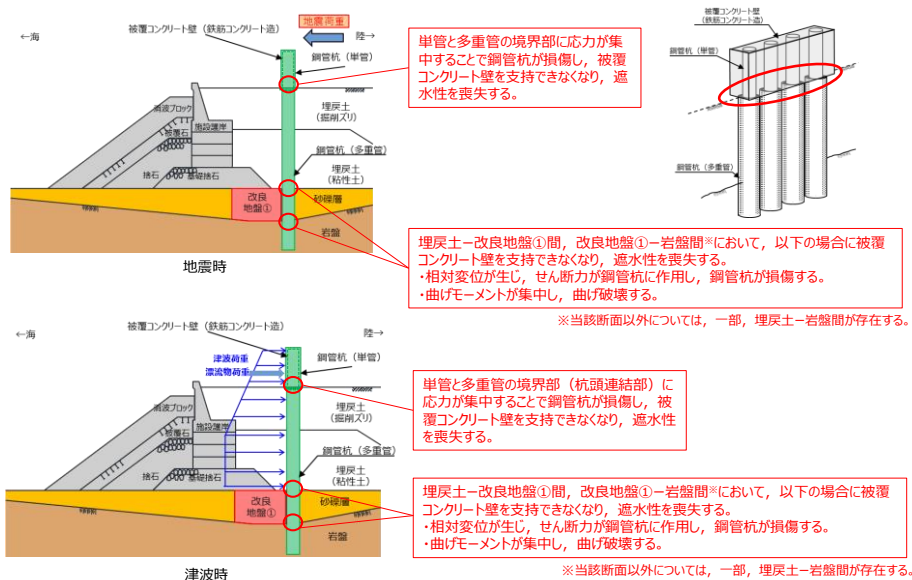 ←海
被覆コンクリート壁（鉄筋コンクリート造）
地震荷重
陸→
鋼管杭（単管）
消波ブロック
被覆石
施設護岸
埋戻土
（掘削ズリ）
鋼管杭（多重管）
埋戻土
（粘性土）
捨石
基礎捨石
改良
地盤①
砂礫層
岩盤
地震時
単管と多重管の境界部に応力が集
中することで鋼管杭が損傷し，被覆
コンクリート壁を支持できなくなり，遮
水性を喪失する。
被覆コンクリート壁
（鉄筋コンクリート造）
鋼管杭（単管）
鋼管杭（多重管）
埋戻土−改良地盤①間，改良地盤①−岩盤間※において，以下の場合に被覆
コンクリート壁を支持できなくなり，遮水性を喪失する。
・相対変位が生じ，せん断力が鋼管杭に作用し，鋼管杭が損傷する。
・曲げモーメントが集中し，曲げ破壊する。
※当該断面以外については，一部，埋戻土−岩盤間が存在する。
←海
被覆コンクリート壁（鉄筋コンクリート造）
陸→
津波荷重
漂流物荷重
鋼管杭（単管）
消波ブロック
被覆石
施設護岸
埋戻土
（掘削ズリ）
鋼管杭（多重管）
埋戻土
（粘性土）
捨石
基礎捨石
改良
地盤①
砂礫層
岩盤
津波時
単管と多重管の境界部（杭頭連結部）に
応力が集中することで鋼管杭が損傷し，被
覆コンクリート壁を支持できなくなり，遮水性
を喪失する。
埋戻土−改良地盤①間，改良地盤①−岩盤間※において，以下の場合に被覆
コンクリート壁を支持できなくなり，遮水性を喪失する。
・相対変位が生じ，せん断力が鋼管杭に作用し，鋼管杭が損傷する。
・曲げモーメントが集中し，曲げ破壊する。
※当該断面以外については，一部，埋戻土−岩盤間が存在する。